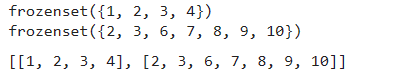 frozenset({1, 2, 3, 4})
frozenset({2, 3, 6, 7, 8, 9, 10})
[[1, 2, 3, 4], [2, 3, 6, 7, 8, 9, 10]]